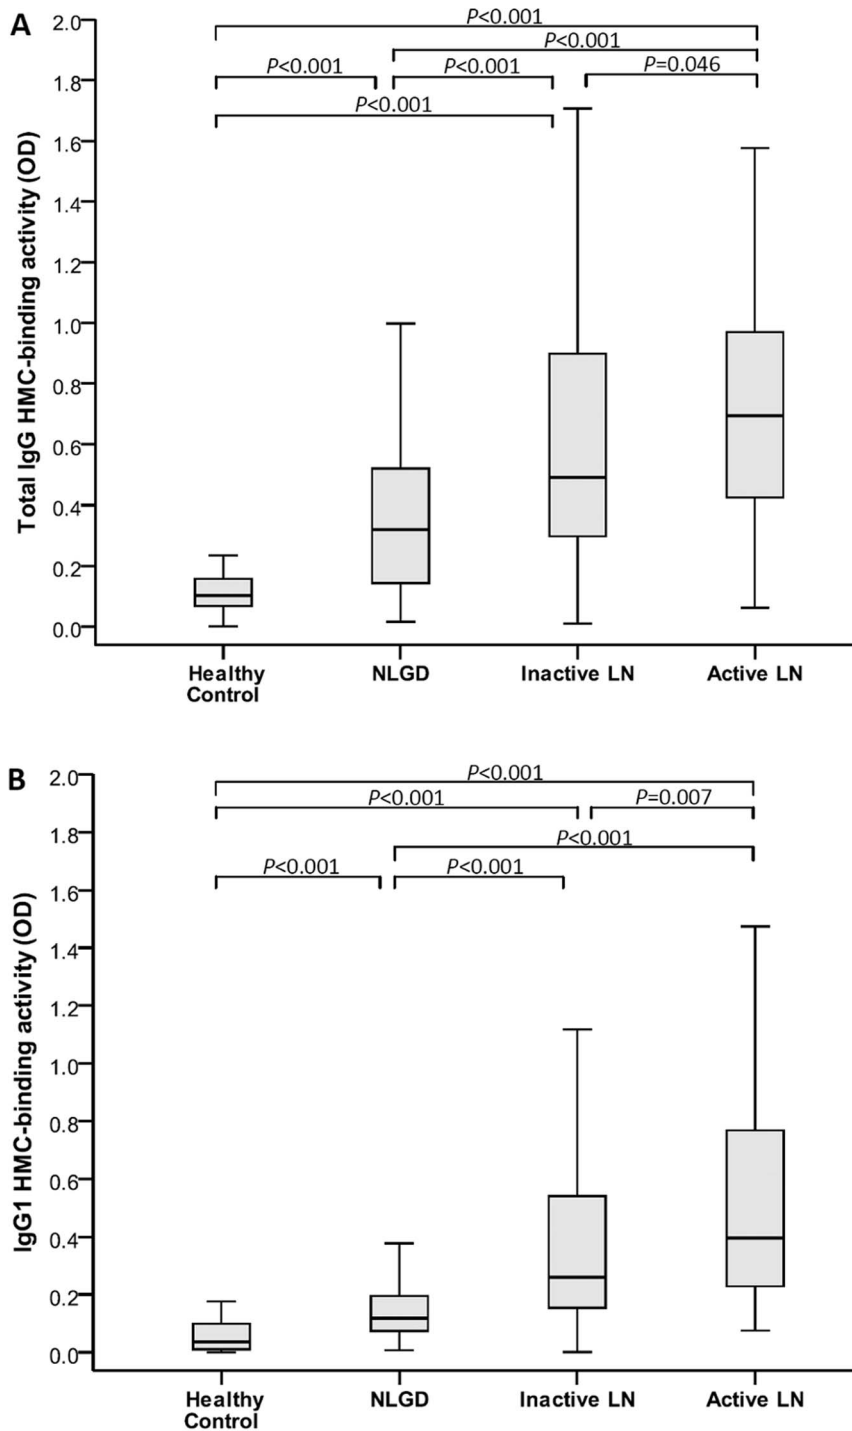 A
P<0.001
P<0.001
P<0.001
P<0.001
P=0.046
P<0.001
Total IgG HMC-binding activity (OD)
2.0
1.8
1.6
1.4
1.2
1.0
0.8
0.6
0.4
0.2
0.0
Healthy
Control
NLGD
Inactive LN
Active LN
B
P<0.001
P<0.001
P=0.007
P<0.001
P<0.001
P<0.001
IgG1 HMC-binding activity (OD)
2.0
1.8
1.6
1.4
1.2
1.0
0.8
0.6
0.4
0.2
0.0
Healthy
Control
NLGD
Inactive LN
Active LN